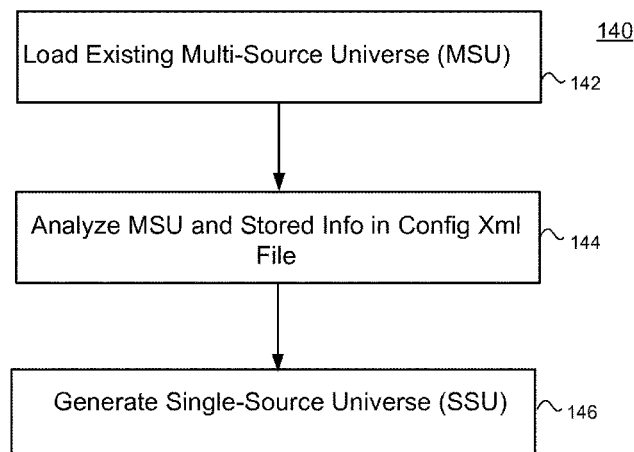 140
Load Existing Multi-Source Universe (MSU)
142
Analyze MSU and Stored Info in Config Xml
File
144
Generate Single-Source Universe (SSU)
146